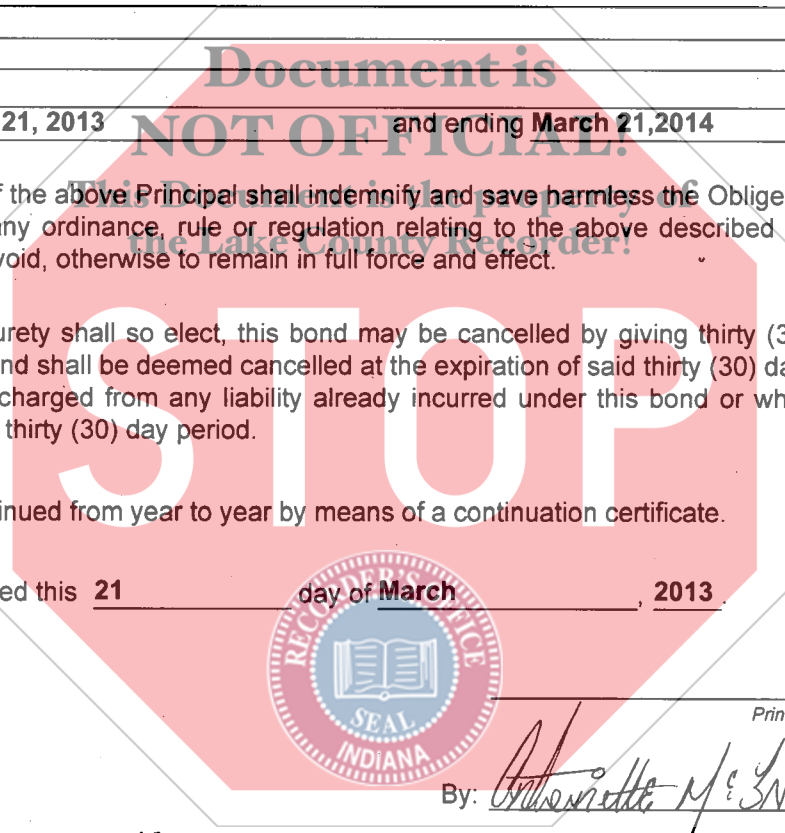 Document is
NOT OFFICIAL!
21, 2013 and ending March 21,2014
This Document is the property of
the above Principal shall indemnify and save harmless the Oblige
any ordinance, rule or regulation relating to the above described
the Lake County Recorder!
void, otherwise to remain in full force and effect.
STOP
urety shall so elect, this bond may be cancelled by giving thirty (3
nd shall be deemed cancelled at the expiration of said thirty (30) da
charged from any liability already incurred under this bond or wh
thirty (30) day period.
inued from year to year by means of a continuation certificate.
ed this 21 day of March , 2013
RECORDER'S OFFICE
SEAL
INDIANA
Prin
By: Antoinette